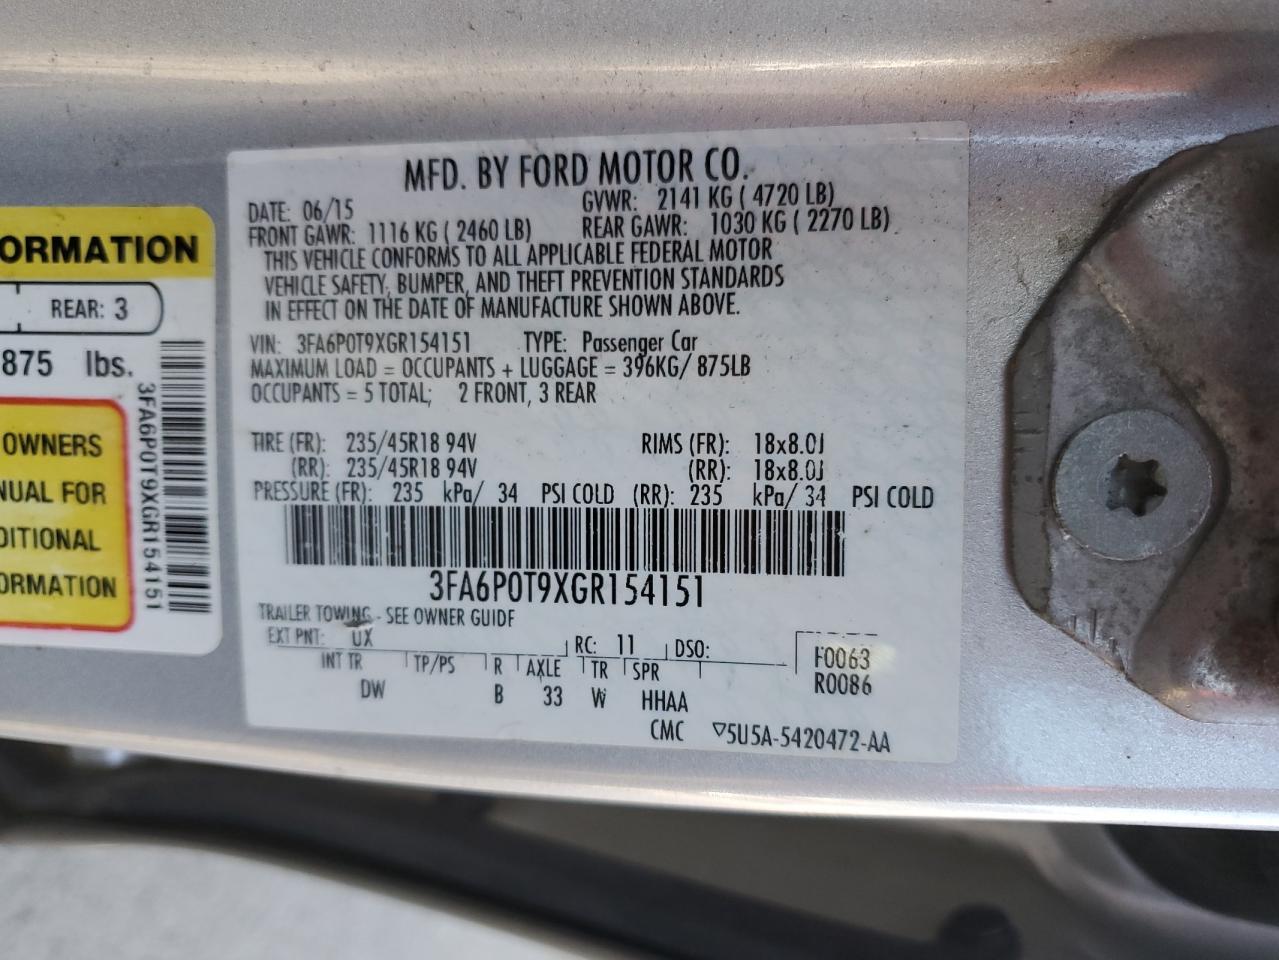 MFD. BY FORD MOTOR CO.
DATE: 06/15 GVWR: 2141 KG ( 4720 LB)
FRONT GAWR: 1116 KG ( 2460 LB) REAR GAWR: 1030 KG ( 2270 LB)
THIS VEHICLE CONFORMS TO ALL APPLICABLE FEDERAL MOTOR
VEHICLE SAFETY, BUMPER, AND THEFT PREVENTION STANDARDS
IN EFFECT ON THE DATE OF MANUFACTURE SHOWN ABOVE.
VIN: 3FA6P0T9XGR154151 TYPE: Passenger Car
MAXIMUM LOAD = OCCUPANTS + LUGGAGE = 396KG/ 875LB
OCCUPANTS = 5 TOTAL; 2 FRONT, 3 REAR
TIRE (FR): 235/45R18 94V RIMS (FR): 18x8.0J
(RR): 235/45R18 94V (RR): 18x8.0J
PRESSURE (FR): 235 kPa/ 34 PSI COLD (RR): 235 kPa/ 34 PSI COLD
3FA6P0T9XGR154151
TRAILER TOWING - SEE OWNER GUIDE
EXT PNT: UX RC: 11 DSO: F0063
INT TR TP/PS R AXLE TR SPR R0086
DW B 33 W HHAA
CMC ▽5U5A-5420472-AA
ORMATION
REAR: 3
875 lbs.
OWNERS
NUAL FOR
DITIONAL
ORMATION
3FA6P0T9XGR154151